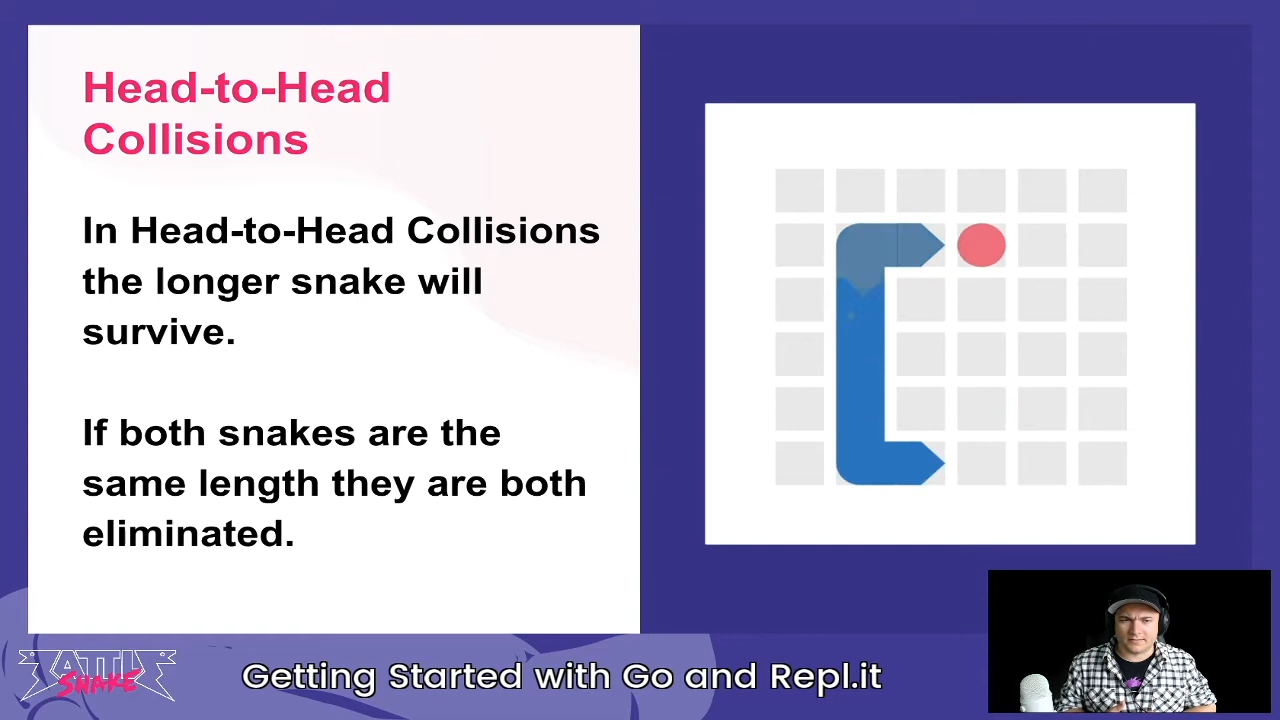 Head-to-Head
Collisions
In Head-to-Head Collisions
the longer snake will
survive.
If both snakes are the
same length they are both
eliminated.
SNAKE
Getting Started with Go and Repl.it